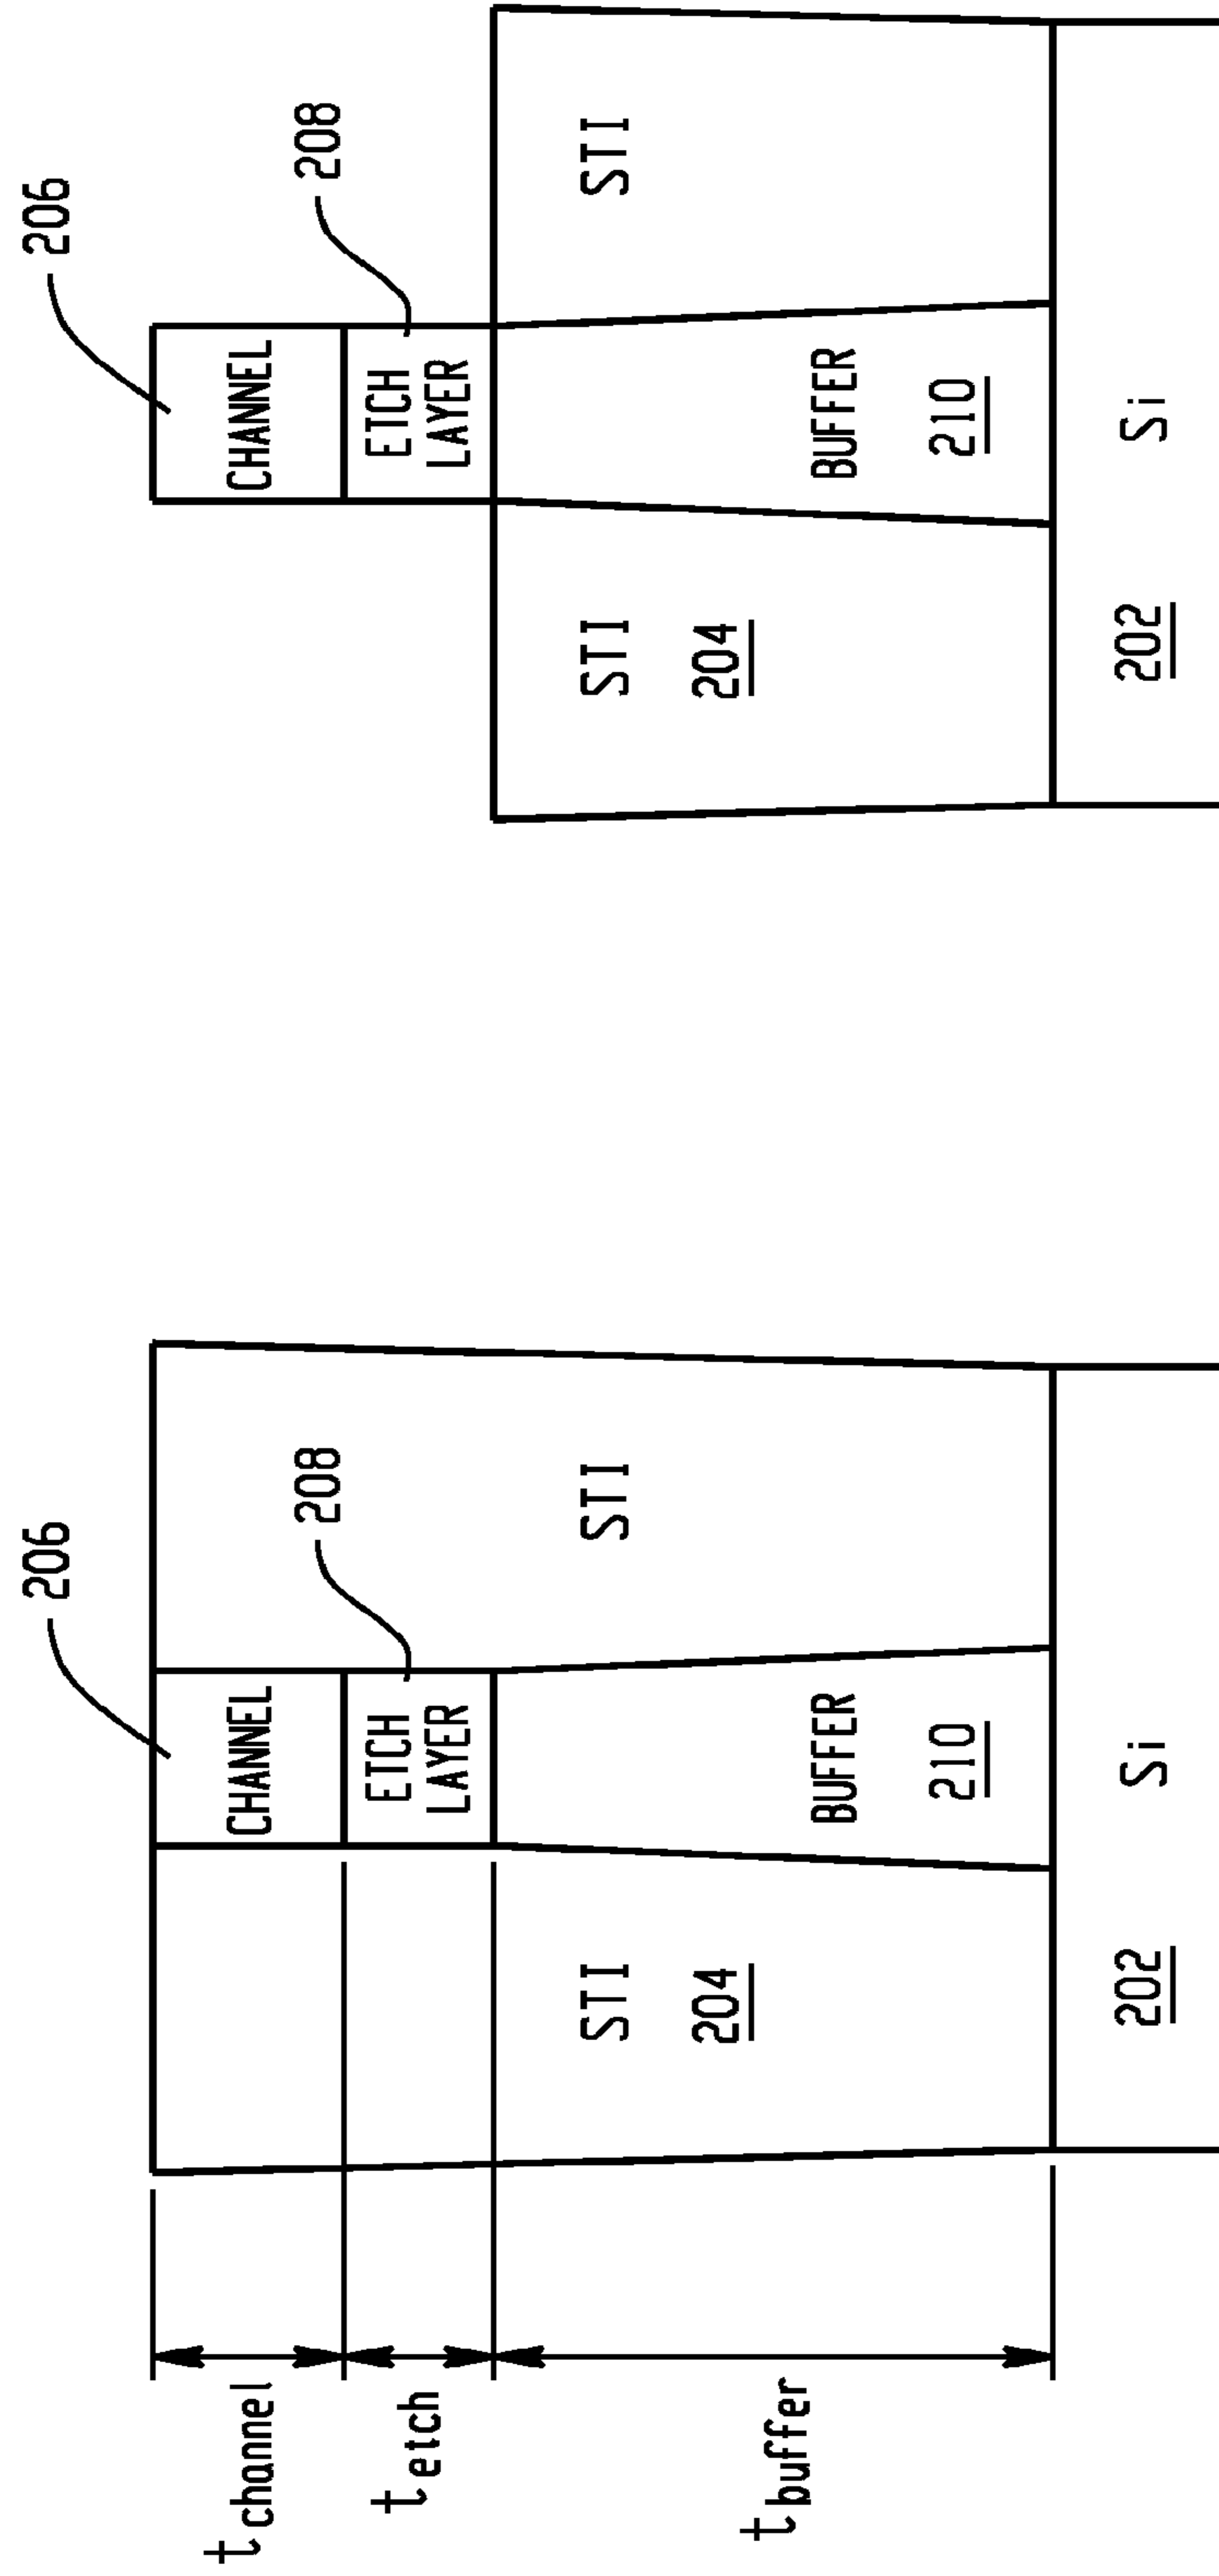 206
t channel
CHANNEL
208
t etch
ETCH
LAYER
STI
STI
204
t buffer
BUFFER
210
Si
202
206
CHANNEL
208
ETCH
LAYER
STI
STI
204
BUFFER
210
Si
202